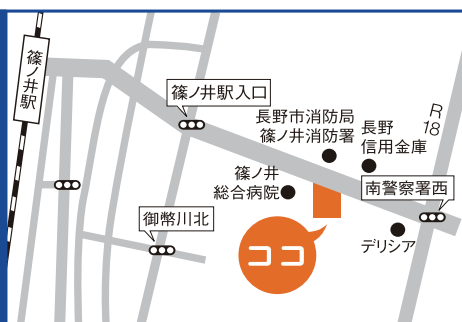 篠ノ井駅
篠ノ井駅入口
長野市消防局
篠ノ井消防署
長野
信用金庫
R
18
篠ノ井
総合病院
南警察署西
御幣川北
ココ
デリシア